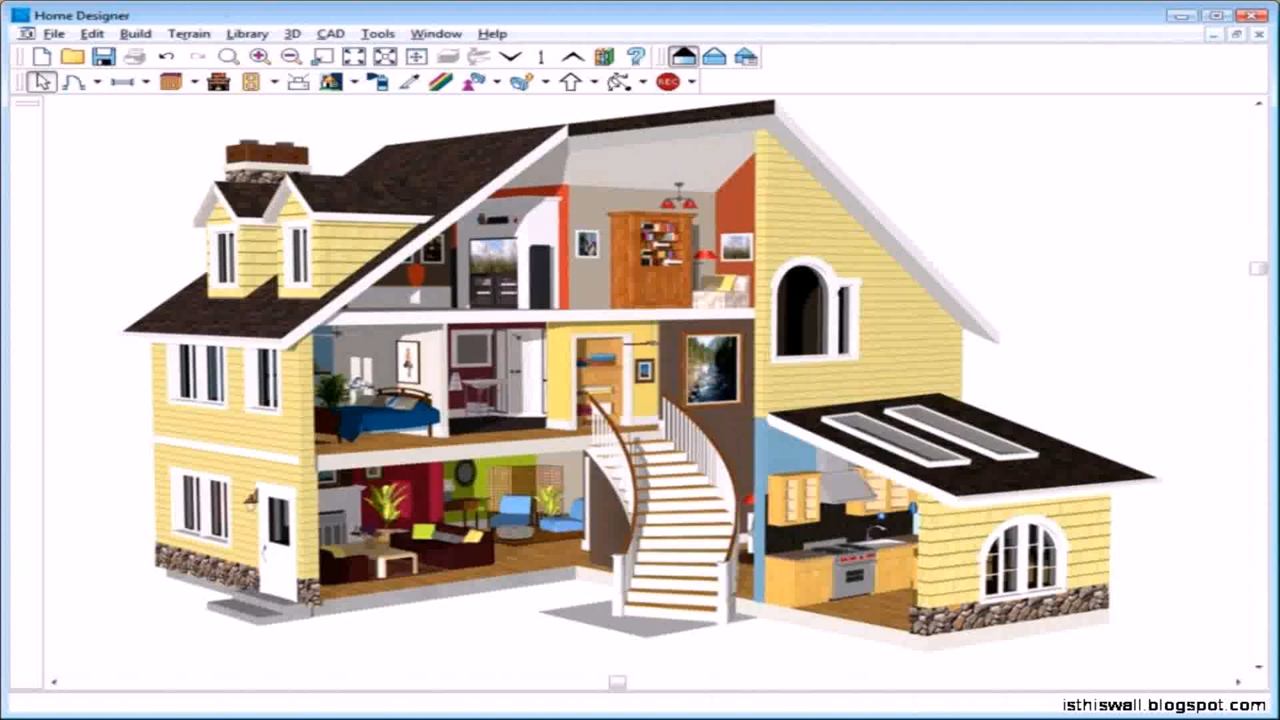 Home Designer
File Edit Build Terrain Library 3D CAD Tools Window Help
REC
isthiswall.blogspot.com